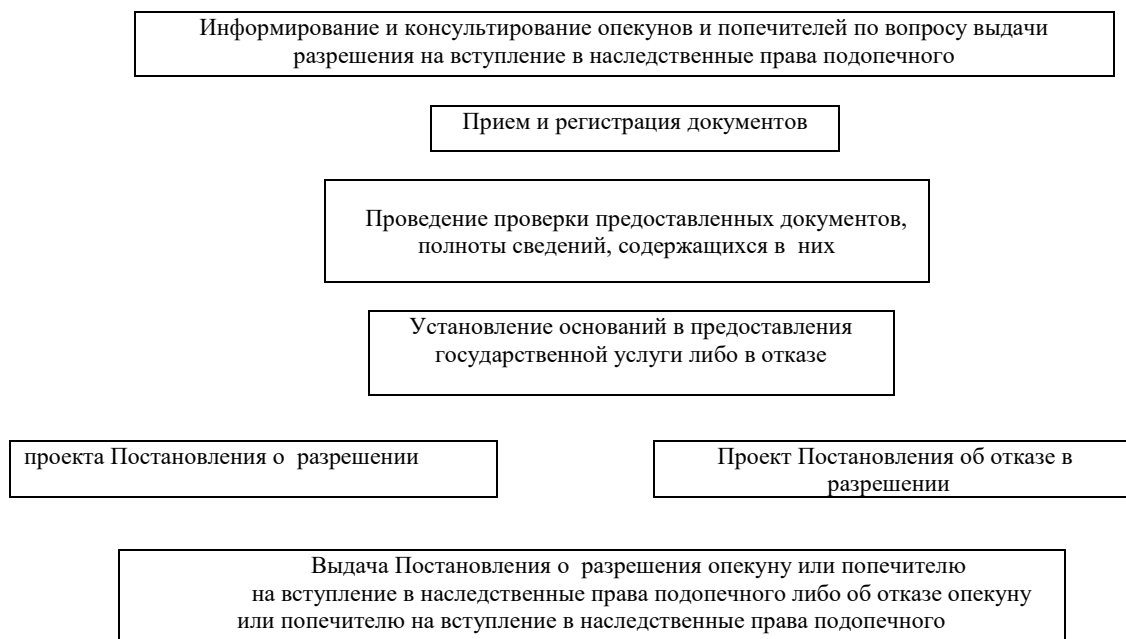 Информирование и консультирование опекунов и попечителей по вопросу выдачи
разрешения на вступление в наследственные права подопечного
Прием и регистрация документов
Проведение проверки предоставленных документов,
полноты сведений, содержащихся в них
Установление оснований в предоставления
государственной услуги либо в отказе
проекта Постановления о разрешении
Проект Постановления об отказе в
разрешении
Выдача Постановления о разрешения опекуну или попечителю
на вступление в наследственные права подопечного либо об отказе опекуну
или попечителю на вступление в наследственные права подопечного